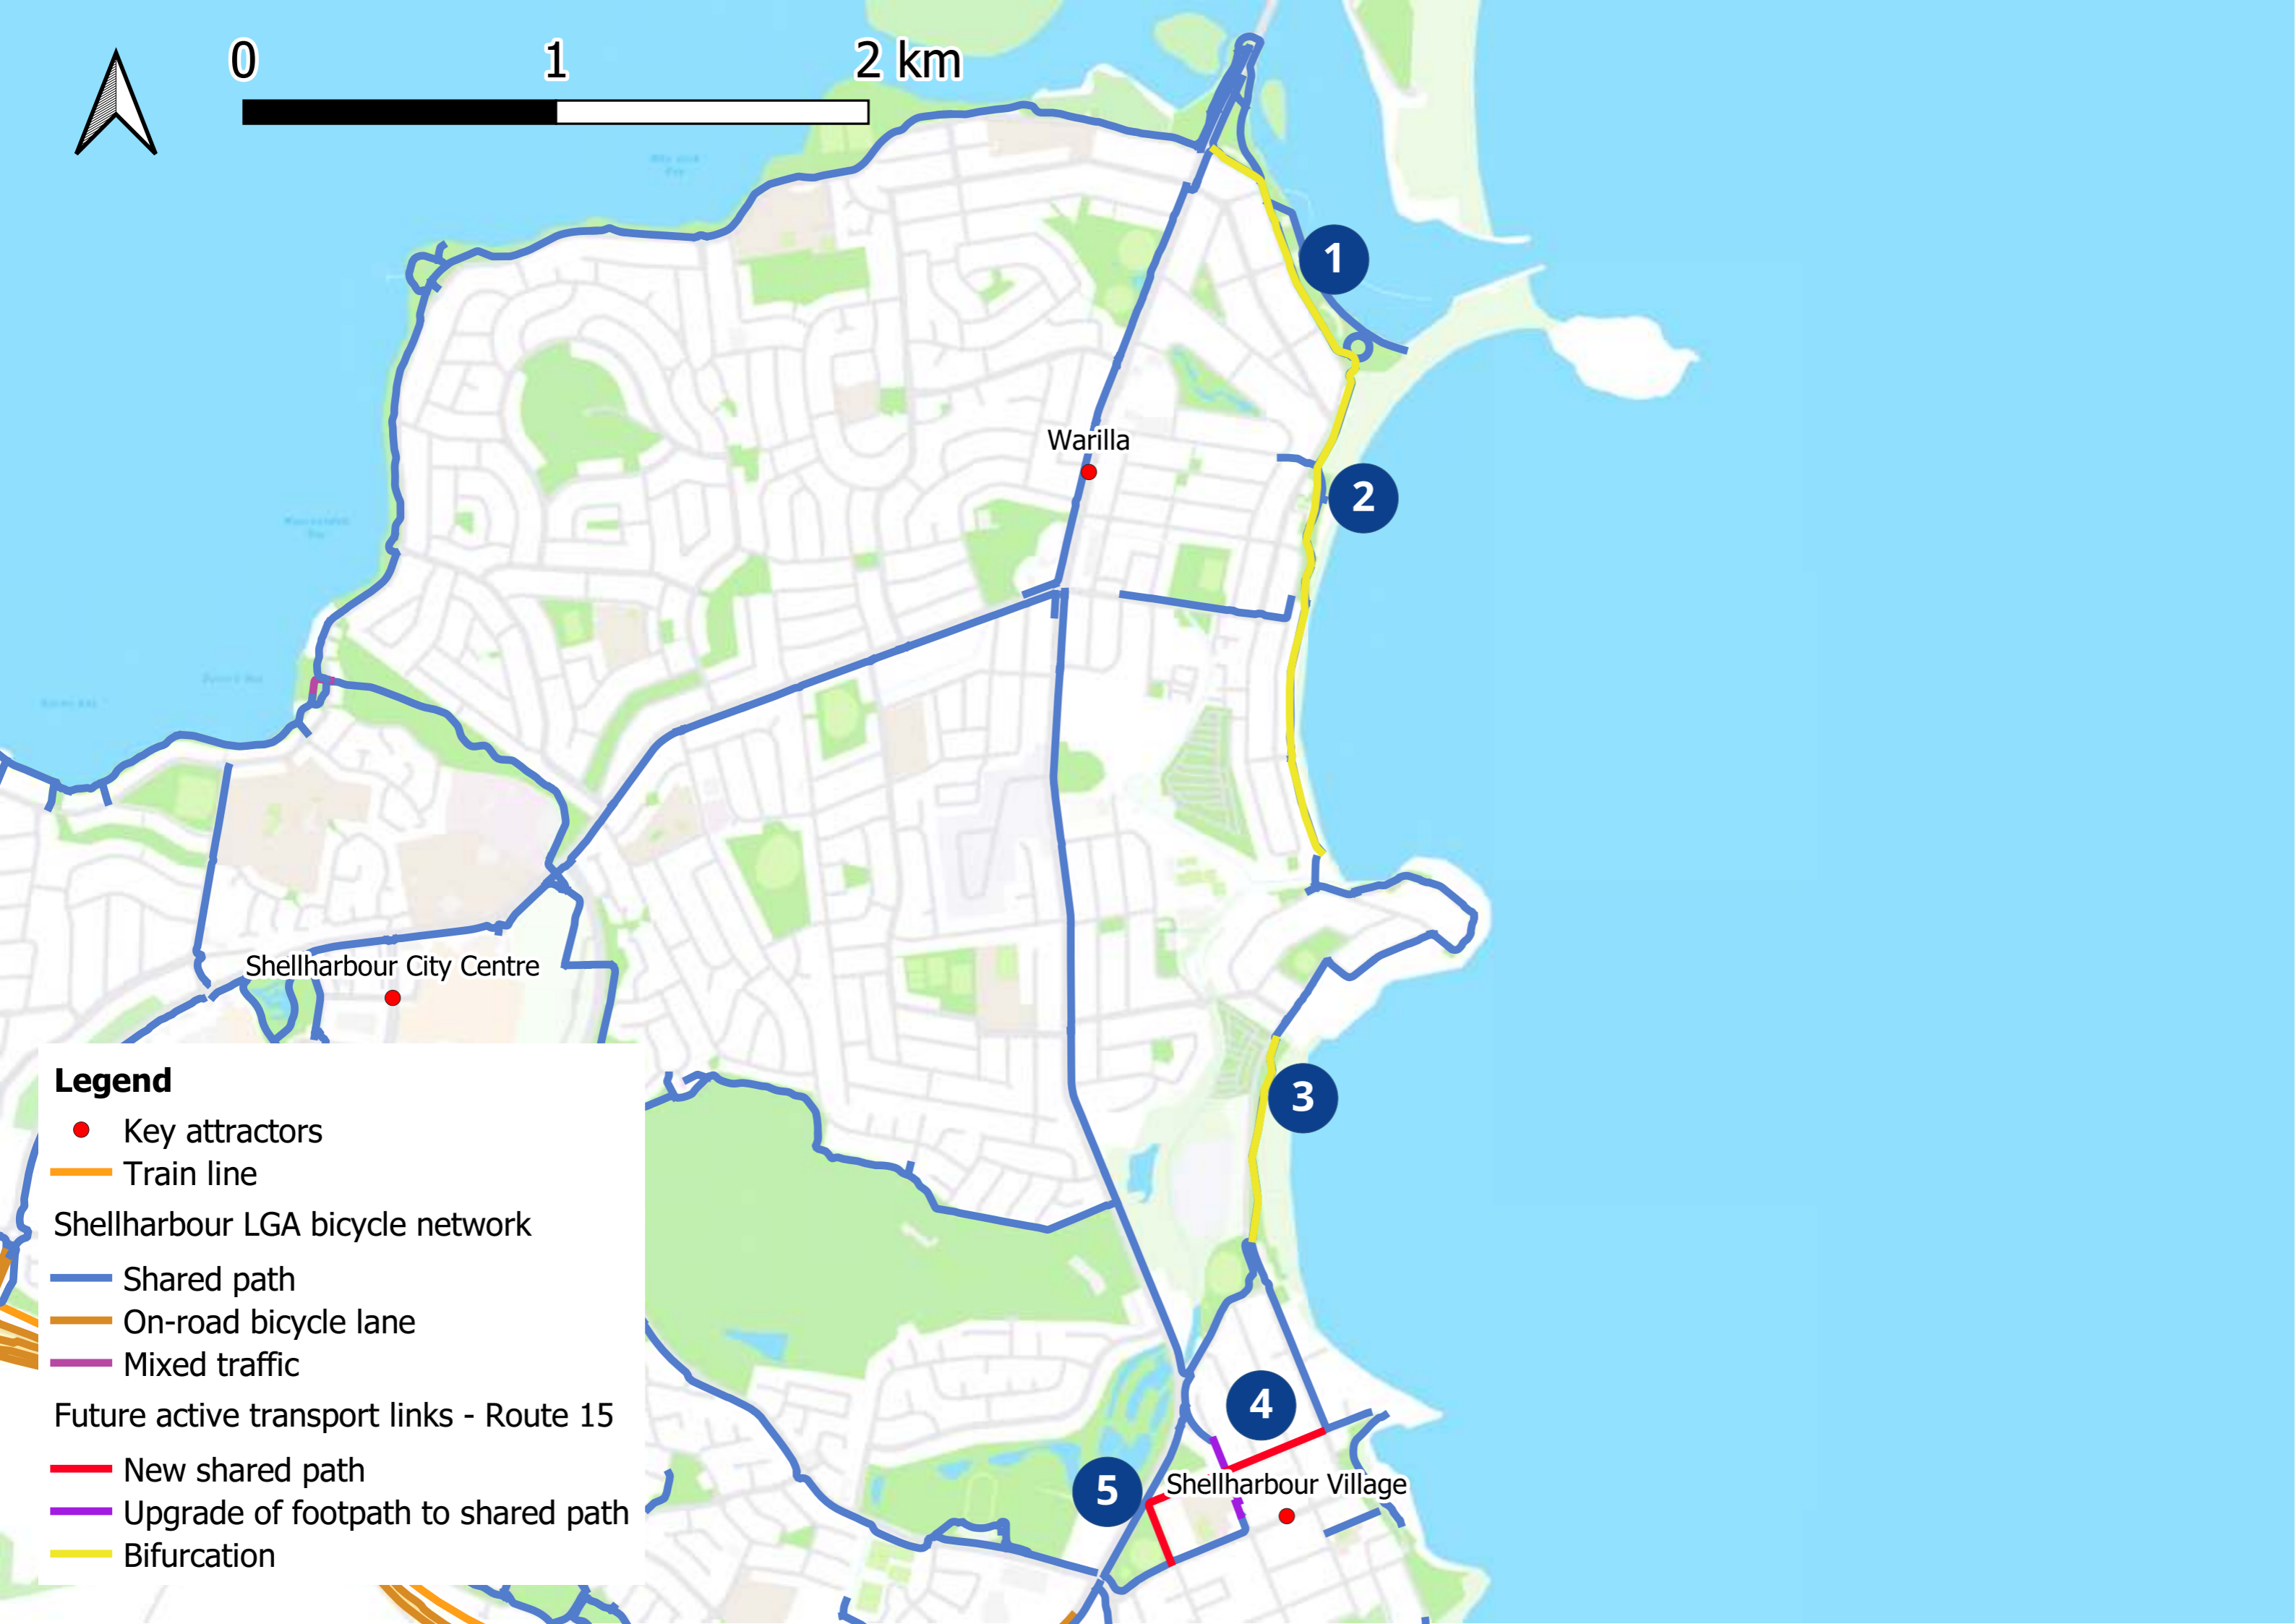 0 1 2 km
1
Warilla
2
Shellharbour City Centre
3
Legend
Key attractors
Train line
Shellharbour LGA bicycle network
Shared path
On-road bicycle lane
Mixed traffic
Future active transport links - Route 15
New shared path
Upgrade of footpath to shared path
Bifurcation
4
5
Shellharbour Village